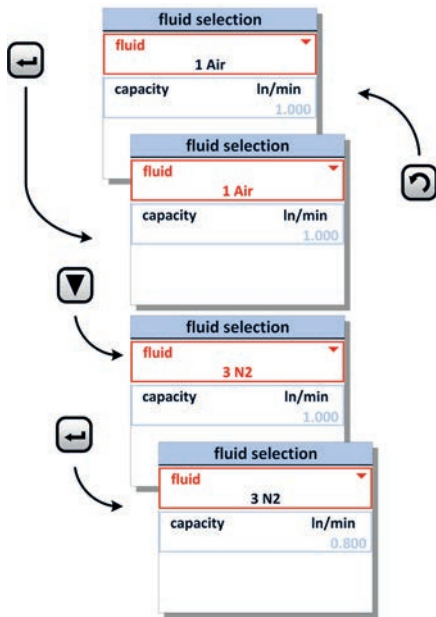 fluid selection
fluid
1 Air
capacity ln/min
1.000
fluid selection
fluid
1 Air
capacity ln/min
1.000
fluid selection
fluid
3 N2
capacity ln/min
1.000
fluid selection
fluid
3 N2
capacity ln/min
0.800